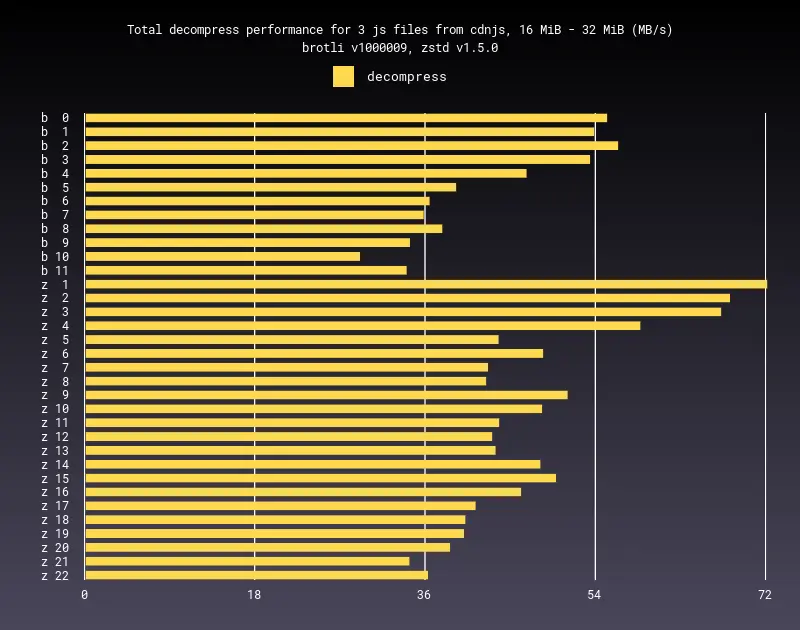 Total decompress performance for 3 js files from cdnjs, 16 MiB - 32 MiB (MB/s)
brotli v1000009, zstd v1.5.0
decompress
b 0
b 1
b 2
b 3
b 4
b 5
b 6
b 7
b 8
b 9
b 10
b 11
z 1
z 2
z 3
z 4
z 5
z 6
z 7
z 8
z 9
z 10
z 11
z 12
z 13
z 14
z 15
z 16
z 17
z 18
z 19
z 20
z 21
z 22
0 18 36 54 72